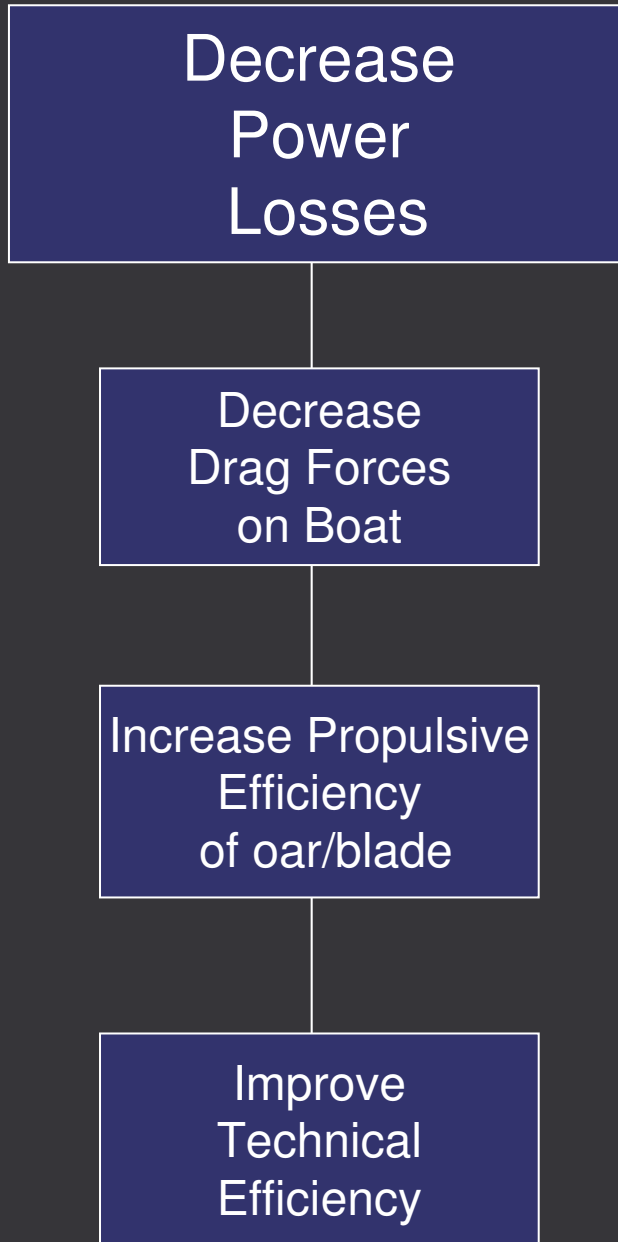 Decrease
Power
Losses
Decrease
Drag Forces
on Boat
Increase Propulsive
Efficiency
of oar/blade
Improve
Technical
Efficiency